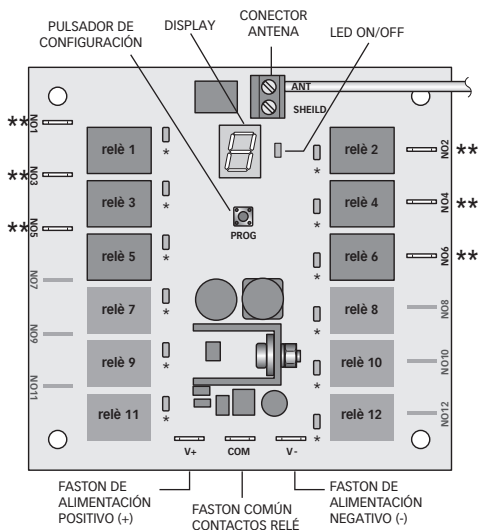 PULSADOR DE
CONFIGURACIÓN
DISPLAY
CONECTOR
ANTENA
LED ON/OFF
ANT
SHEILD
**
NO1
relè 1
*
relè 2
*
NO2
**
**
NO3
relè 3
*
relè 4
*
NO4
**
PROG
**
NO5
relè 5
*
relè 6
*
NO6
**
NO7
relè 7
*
relè 8
*
NO8
NO9
relè 9
*
relè 10
*
NO10
NO11
relè 11
*
relè 12
*
NO12
V+
COM
V-
FASTON DE
ALIMENTACIÓN
POSITIVO (+)
FASTON COMÚN
CONTACTOS RELÉ
FASTON DE
ALIMENTACIÓN
NEGATIVO (-)